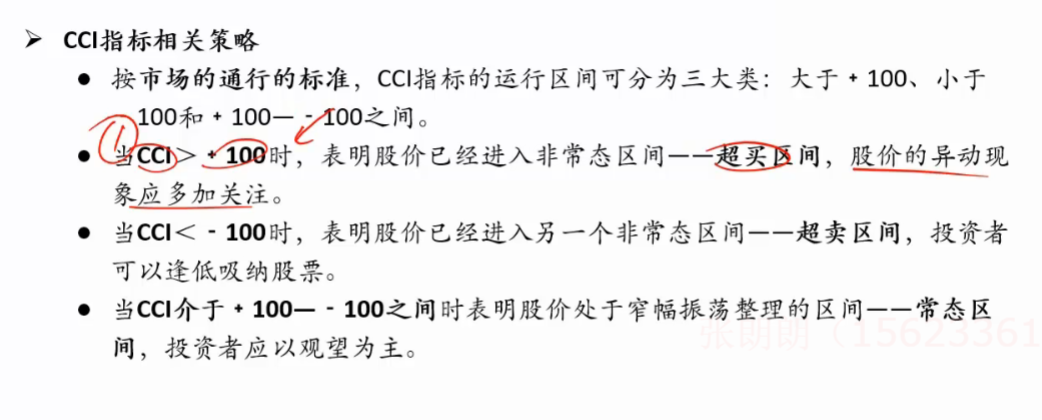 ➢ CCI指标相关策略
● 按市场的通行的标准，CCI指标的运行区间可分为三大类：大于﹢100、小于
100和﹢100—﹣100之间。
①
● 当CCI＞﹢100时，表明股价已经进入非常态区间——超买区间，股价的异动现
象应多加关注。
● 当CCI＜﹣100时，表明股价已经进入另一个非常态区间——超卖区间，投资者
可以逢低吸纳股票。
● 当CCI介于﹢100—﹣100之间时表明股价处于窄幅振荡整理的区间——常态区
间，投资者应以观望为主。
张朗朗（15623361